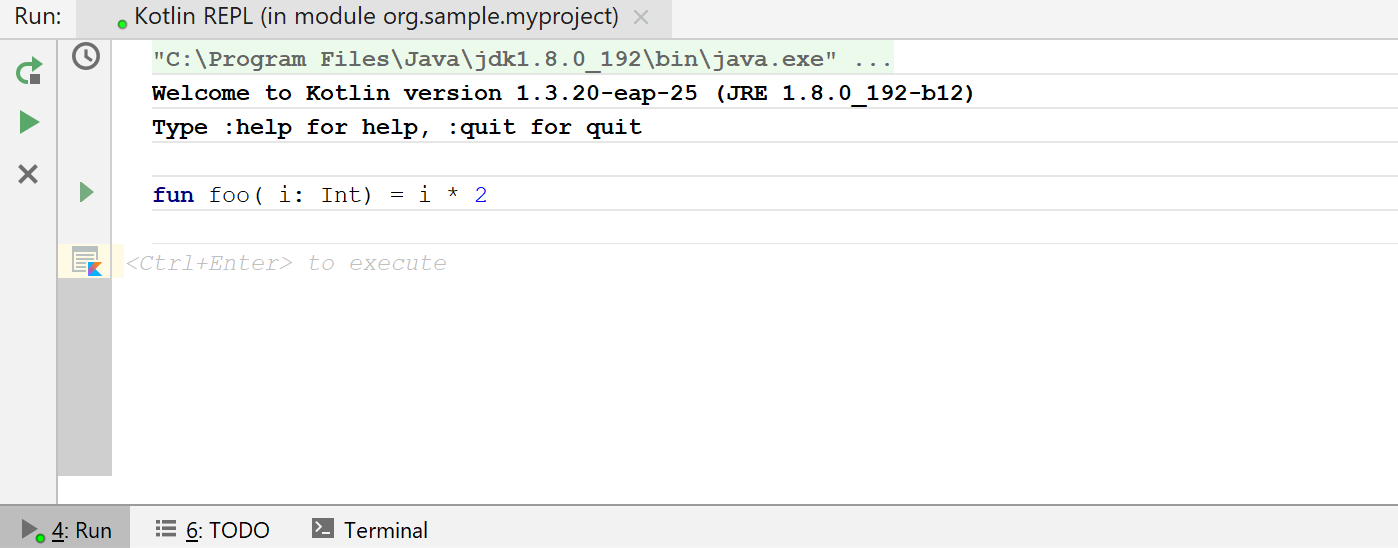 Run: Kotlin REPL (in module org.sample.myproject)
"C:\Program Files\Java\jdk1.8.0_192\bin\java.exe" ...
Welcome to Kotlin version 1.3.20-eap-25 (JRE 1.8.0_192-b12)
Type :help for help, :quit for quit
fun foo( i: Int) = i * 2
<Ctrl+Enter> to execute
4: Run 6: TODO Terminal